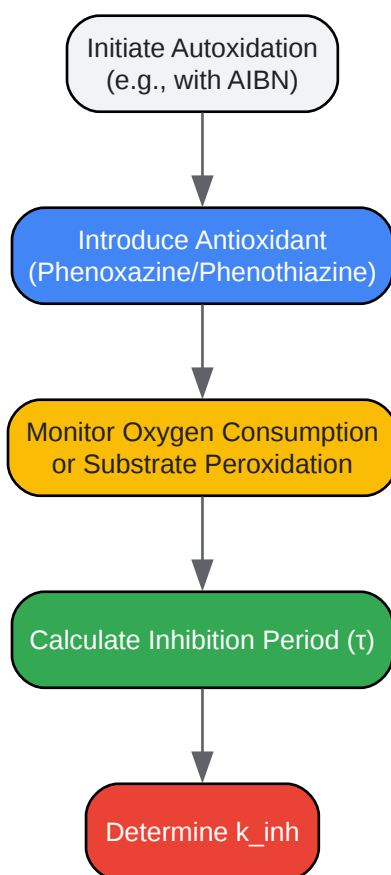 Initiate Autoxidation
(e.g., with AIBN)
Introduce Antioxidant
(Phenoxazine/Phenothiazine)
Monitor Oxygen Consumption
or Substrate Peroxidation
Calculate Inhibition Period (τ)
Determine k_inh